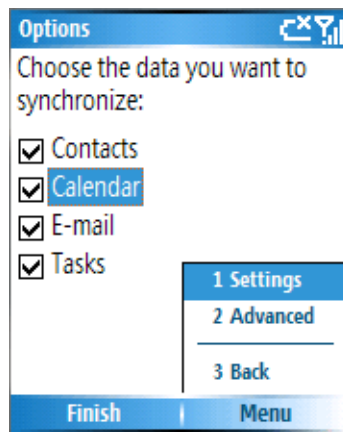 Options
Choose the data you want to
synchronize:
Contacts
Calendar
E-mail
Tasks
1 Settings
2 Advanced
3 Back
Finish
Menu